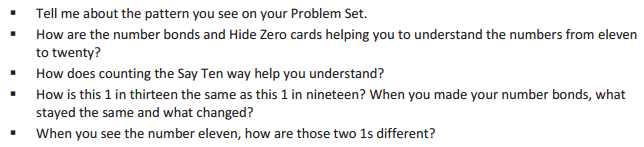 ▪ Tell me about the pattern you see on your Problem Set.
▪ How are the number bonds and Hide Zero cards helping you to understand the numbers from eleven
to twenty?
▪ How does counting the Say Ten way help you understand?
▪ How is this 1 in thirteen the same as this 1 in nineteen? When you made your number bonds, what
stayed the same and what changed?
▪ When you see the number eleven, how are those two 1s different?